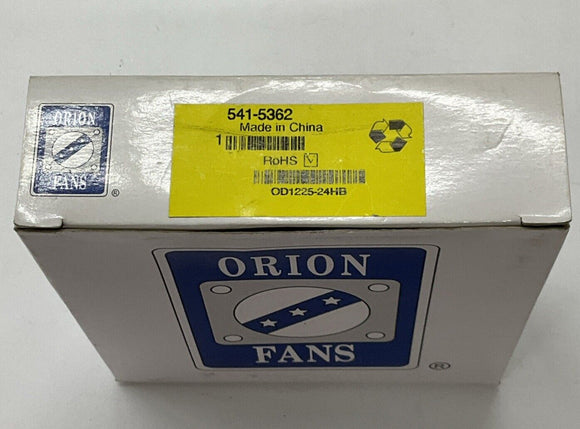 ORION
FANS
®
541-5362
Made in China
1
RoHS
OD1225-24HB
ORION
FANS
®